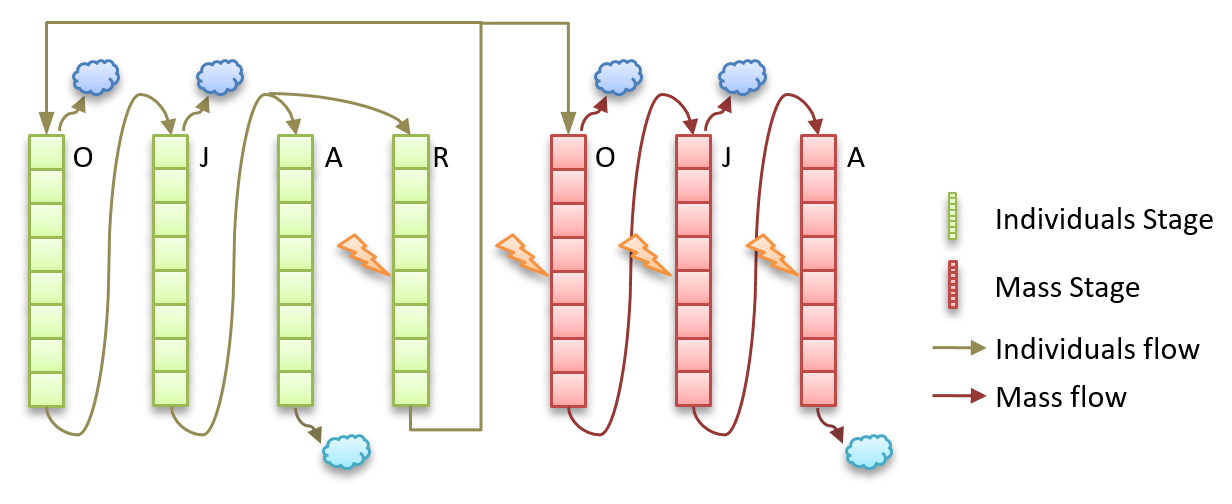 O
J
A
R
O
J
A
Individuals Stage
Mass Stage
Individuals flow
Mass flow